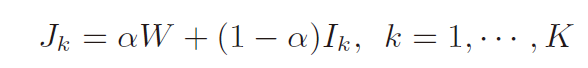 J_k = αW + (1 − α)I_k, k = 1, ⋯ , K